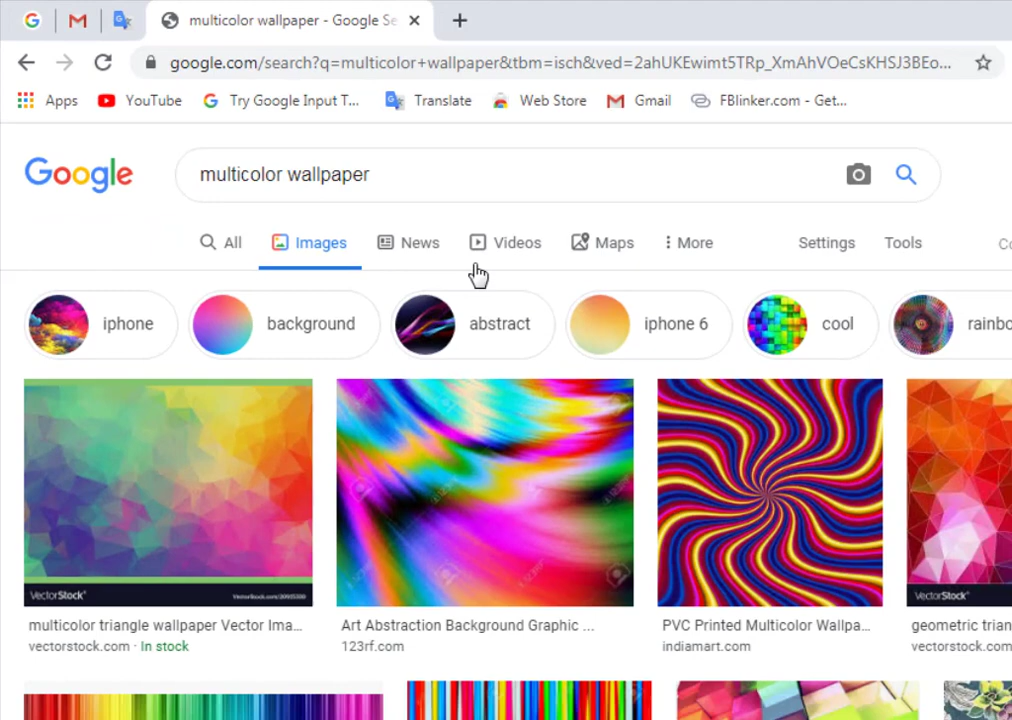 multicolor wallpaper - Google Se
google.com/search?q=multicolor+wallpaper&tbm=isch&ved=2ahUKEwimt5TRp_XmAhVOeCsKHSJ3BEo...
Apps YouTube Try Google Input T... Translate Web Store Gmail FBlinker.com - Get...
Google multicolor wallpaper
All Images News Videos Maps More Settings Tools
iphone background abstract iphone 6 cool rainbo
VectorStock® VectorStock.com/20955300 VectorStock®
multicolor triangle wallpaper Vector Ima... Art Abstraction Background Graphic ... PVC Printed Multicolor Wallpa... geometric trian
vectorstock.com · In stock 123rf.com indiamart.com vectorstock.com